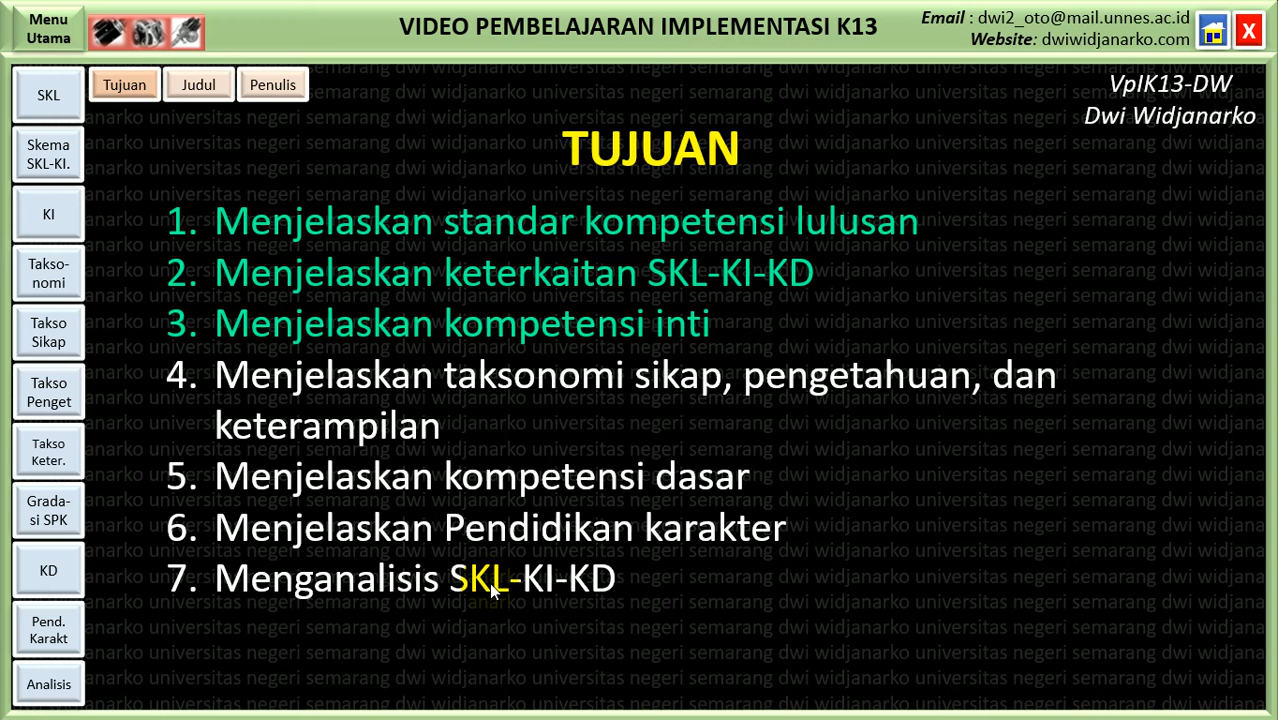 Menu
Utama
VIDEO PEMBELAJARAN IMPLEMENTASI K13
Email : dwi2_oto@mail.unnes.ac.id
Website: dwiwidjanarko.com
X
Tujuan
Judul
Penulis
VpIK13-DW
Dwi Widjanarko
SKL
Skema
SKL-KI.
KI
Takso-
nomi
Takso
Sikap
Takso
Penget
Takso
Keter.
Grada-
si SPK
KD
Pend.
Karakt
Analisis
TUJUAN
1. Menjelaskan standar kompetensi lulusan
2. Menjelaskan keterkaitan SKL-KI-KD
3. Menjelaskan kompetensi inti
4. Menjelaskan taksonomi sikap, pengetahuan, dan
keterampilan
5. Menjelaskan kompetensi dasar
6. Menjelaskan Pendidikan karakter
7. Menganalisis SKL-KI-KD